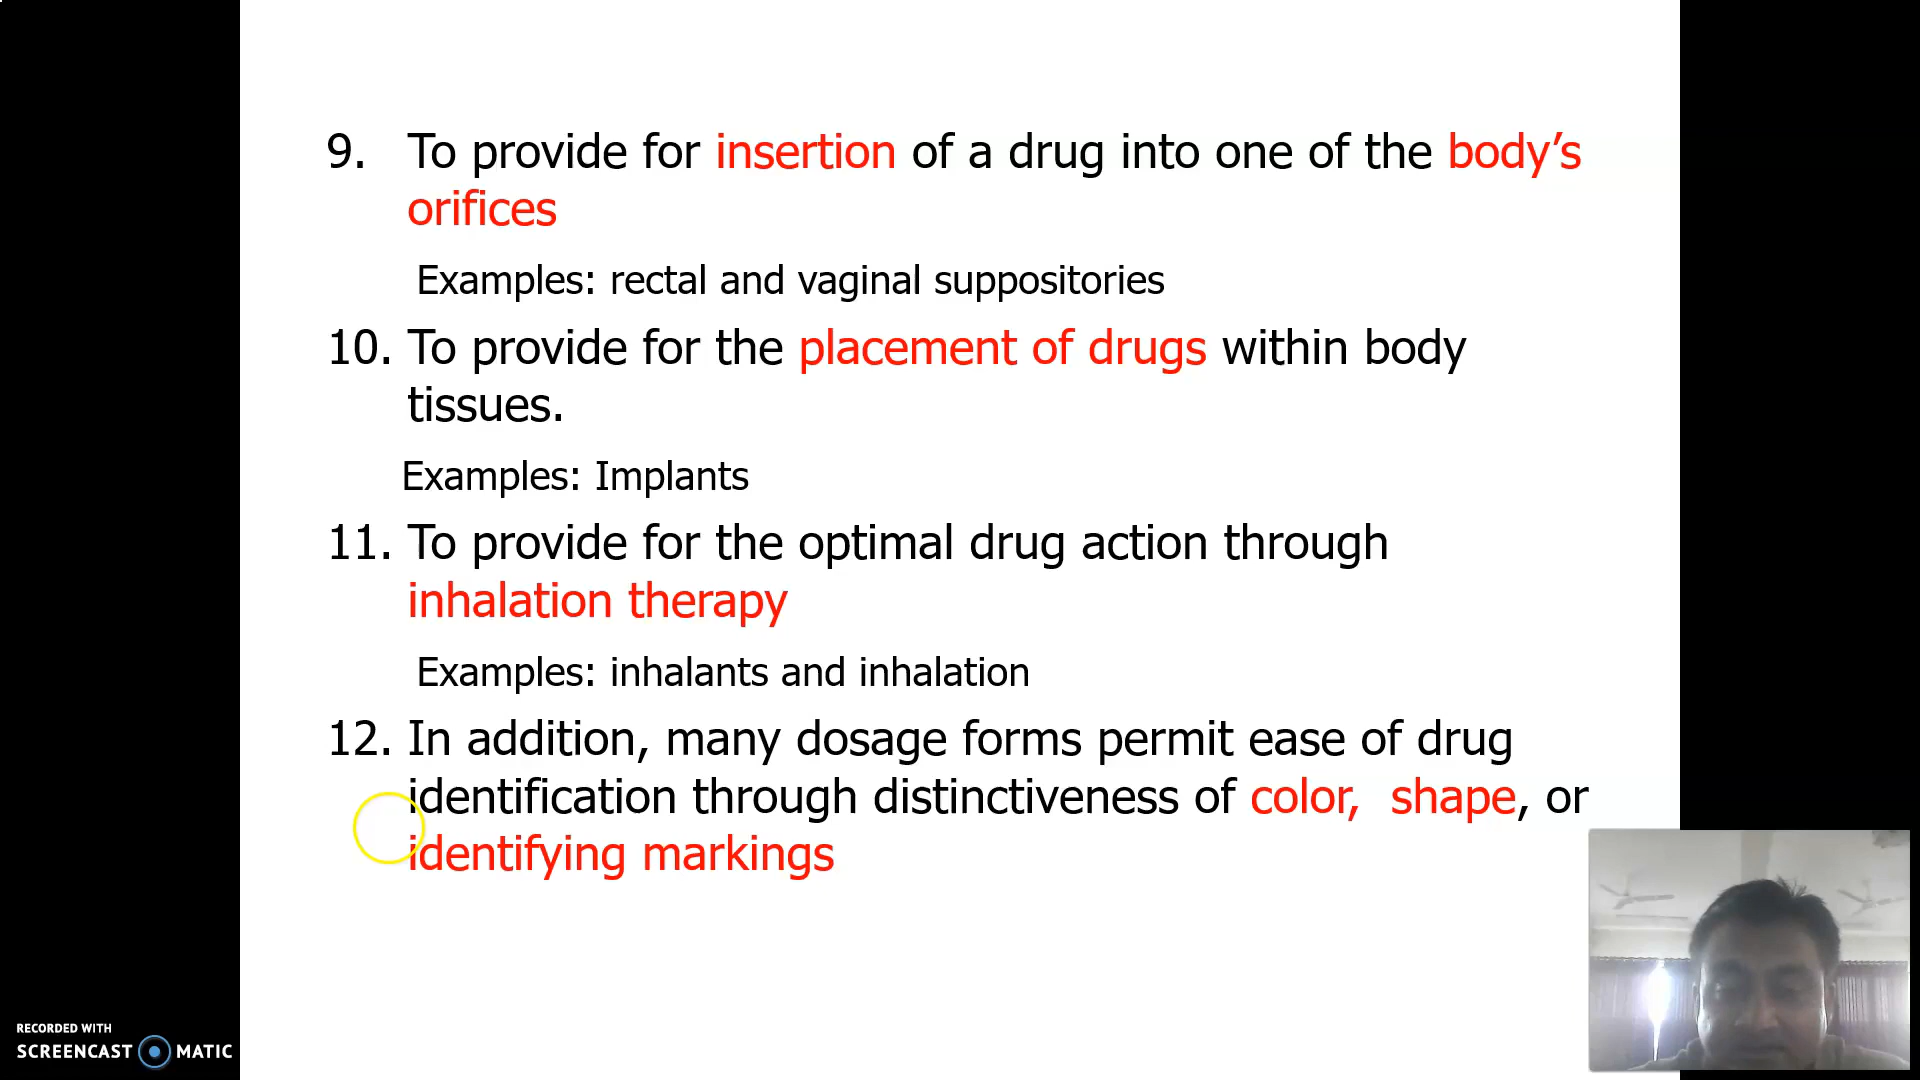 9. To provide for insertion of a drug into one of the body’s
orifices
Examples: rectal and vaginal suppositories
10. To provide for the placement of drugs within body
tissues.
Examples: Implants
11. To provide for the optimal drug action through
inhalation therapy
Examples: inhalants and inhalation
12. In addition, many dosage forms permit ease of drug
identification through distinctiveness of color, shape, or
identifying markings
RECORDED WITH
SCREENCAST MATIC